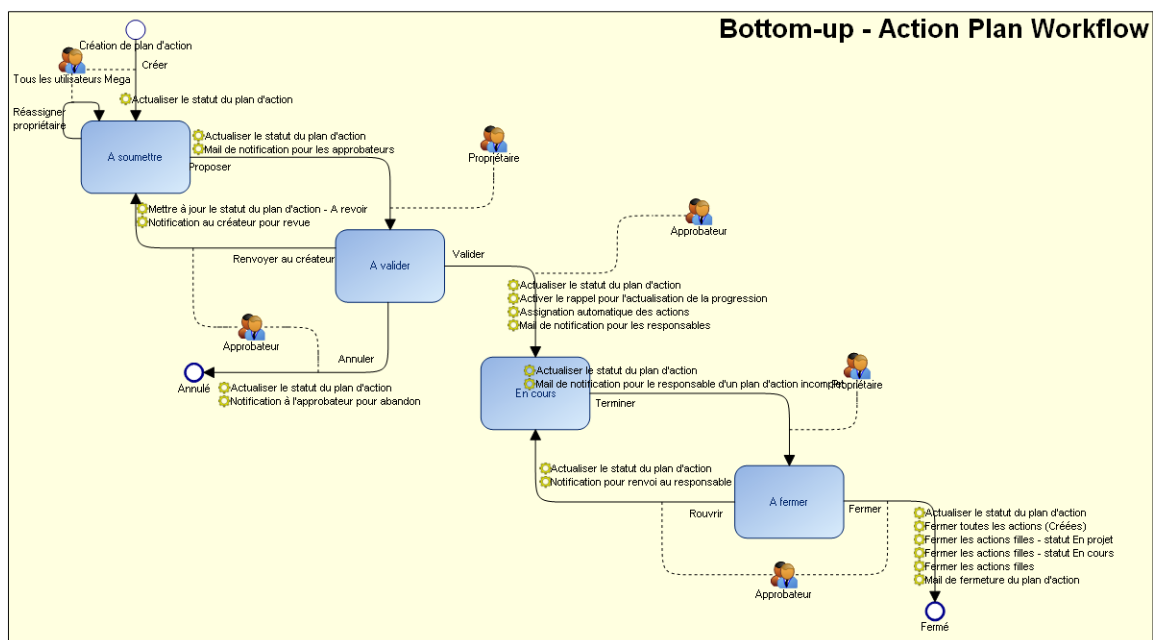 Bottom-up - Action Plan Workflow
Création de plan d'action
Créer
Tous les utilisateurs Mega
Actualiser le statut du plan d'action
Réassigner
propriétaire
A soumettre
Actualiser le statut du plan d'action
Mail de notification pour les approbateurs
Proposer
Propriétaire
Mettre à jour le statut du plan d'action - A revoir
Notification au créateur pour revue
Renvoyer au créateur
A valider
Valider
Approbateur
Actualiser le statut du plan d'action
Activer le rappel pour l'actualisation de la progression
Assignation automatique des actions
Mail de notification pour les responsables
Approbateur
Annuler
Annulé
Actualiser le statut du plan d'action
Notification à l'approbateur pour abandon
Actualiser le statut du plan d'action
Mail de notification pour le responsable d'un plan d'action
Propriétaire
En cours
Terminer
Actualiser le statut du plan d'action
Notification pour renvoi au responsable
Rouvrir
A fermer
Fermer
Approbateur
Actualiser le statut du plan d'action
Fermer toutes les actions (Créées)
Fermer les actions filles - statut En projet
Fermer les actions filles - statut En cours
Fermer les actions filles
Mail de fermeture du plan d'action
Fermé